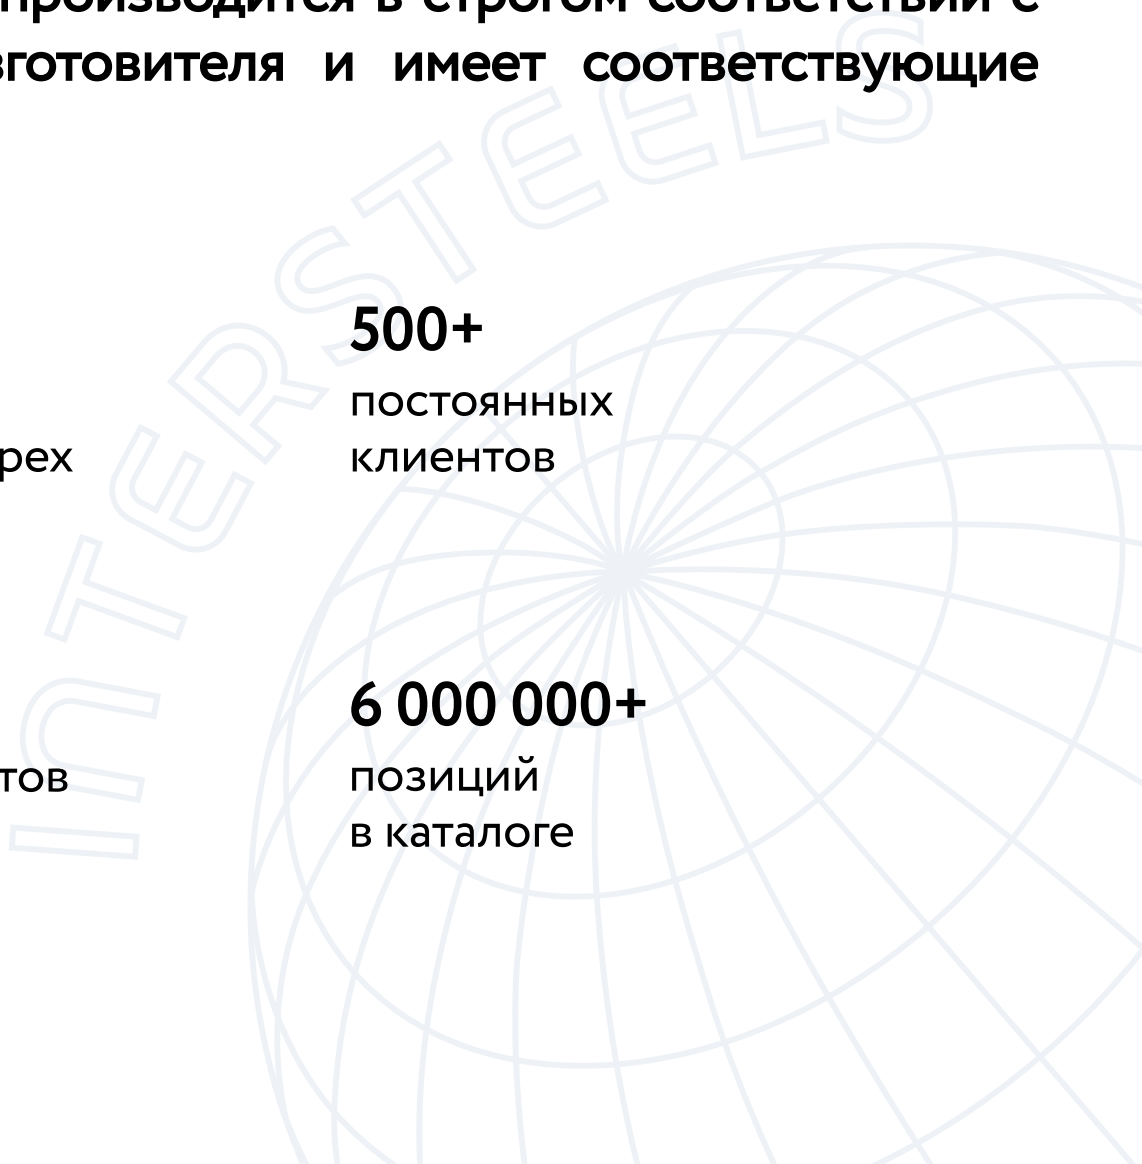 производится в строгом соответствии с
зготовителя и имеет соответствующие
INTERSTEELS
500+
постоянных
клиентов
рех
6 000 000+
позиций
в каталоге
тов